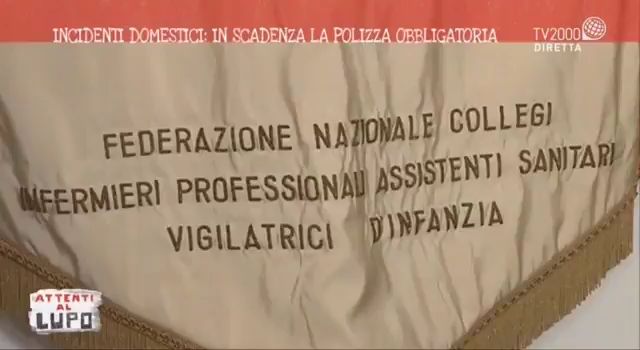 INCIDENTI DOMESTICI: IN SCADENZA LA POLIZZA OBBLIGATORIA
TV2000
DIRETTA
FEDERAZIONE NAZIONALE COLLEGI
INFERMIERI PROFESSIONALI ASSISTENTI SANITARI
VIGILATRICI D'INFANZIA
ATTENTI
AL
LUPO